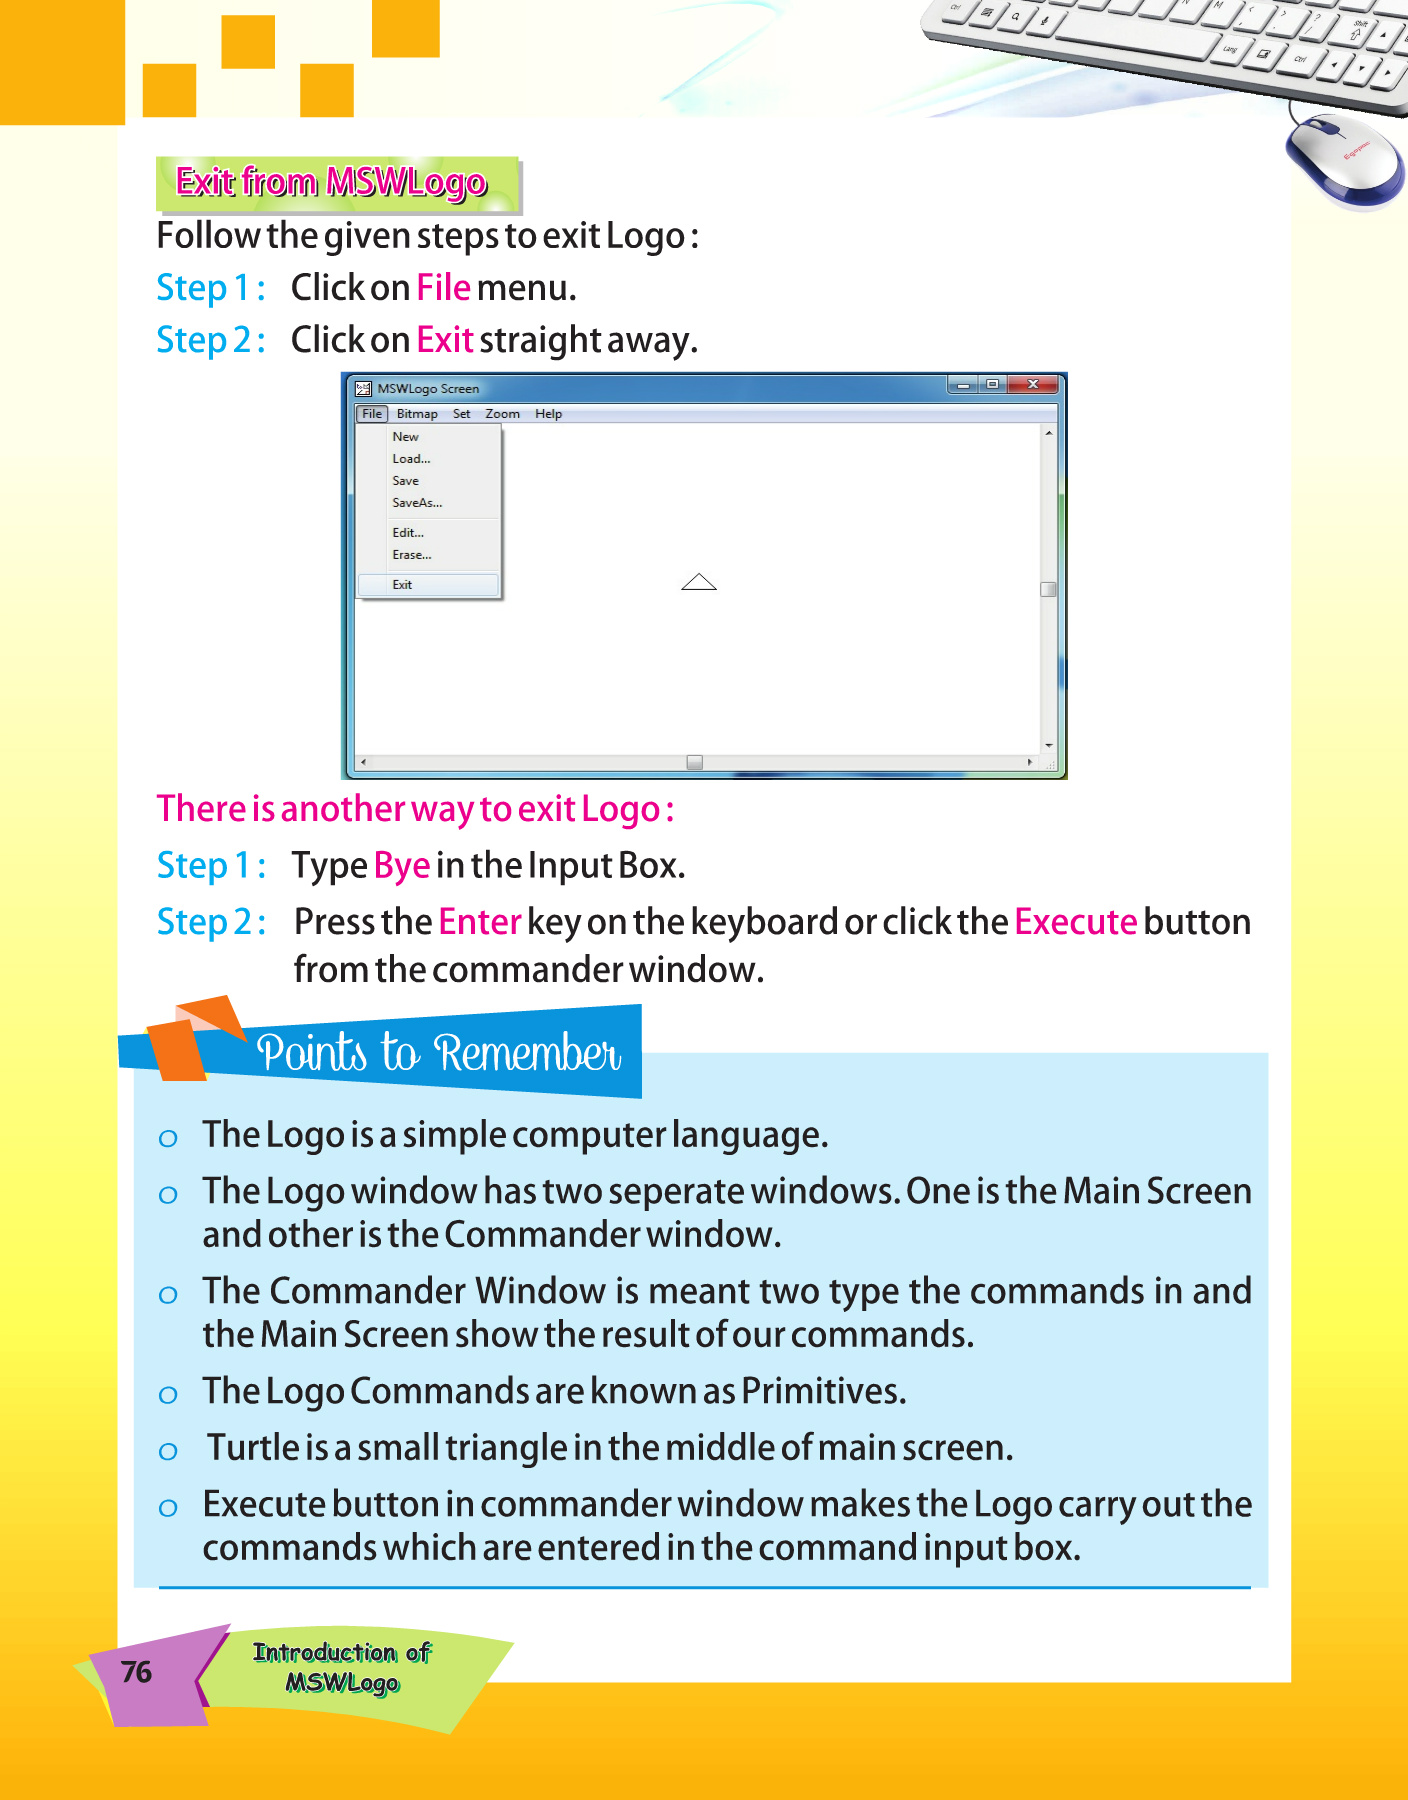 Exit from MSWLogo
Follow the given steps to exit Logo :
Step 1 : Click on File menu.
Step 2 : Click on Exit straight away.
MSWLogo Screen
File Bitmap Set Zoom Help
New
Load...
Save
SaveAs...
Edit...
Erase...
Exit
There is another way to exit Logo :
Step 1 : Type Bye in the Input Box.
Step 2 : Press the Enter key on the keyboard or click the Execute button
from the commander window.
Points to Remember
o The Logo is a simple computer language.
o The Logo window has two seperate windows. One is the Main Screen
and other is the Commander window.
o The Commander Window is meant two type the commands in and
the Main Screen show the result of our commands.
o The Logo Commands are known as Primitives.
o Turtle is a small triangle in the middle of main screen.
o Execute button in commander window makes the Logo carry out the
commands which are entered in the command input box.
76
Introduction of
MSWLogo